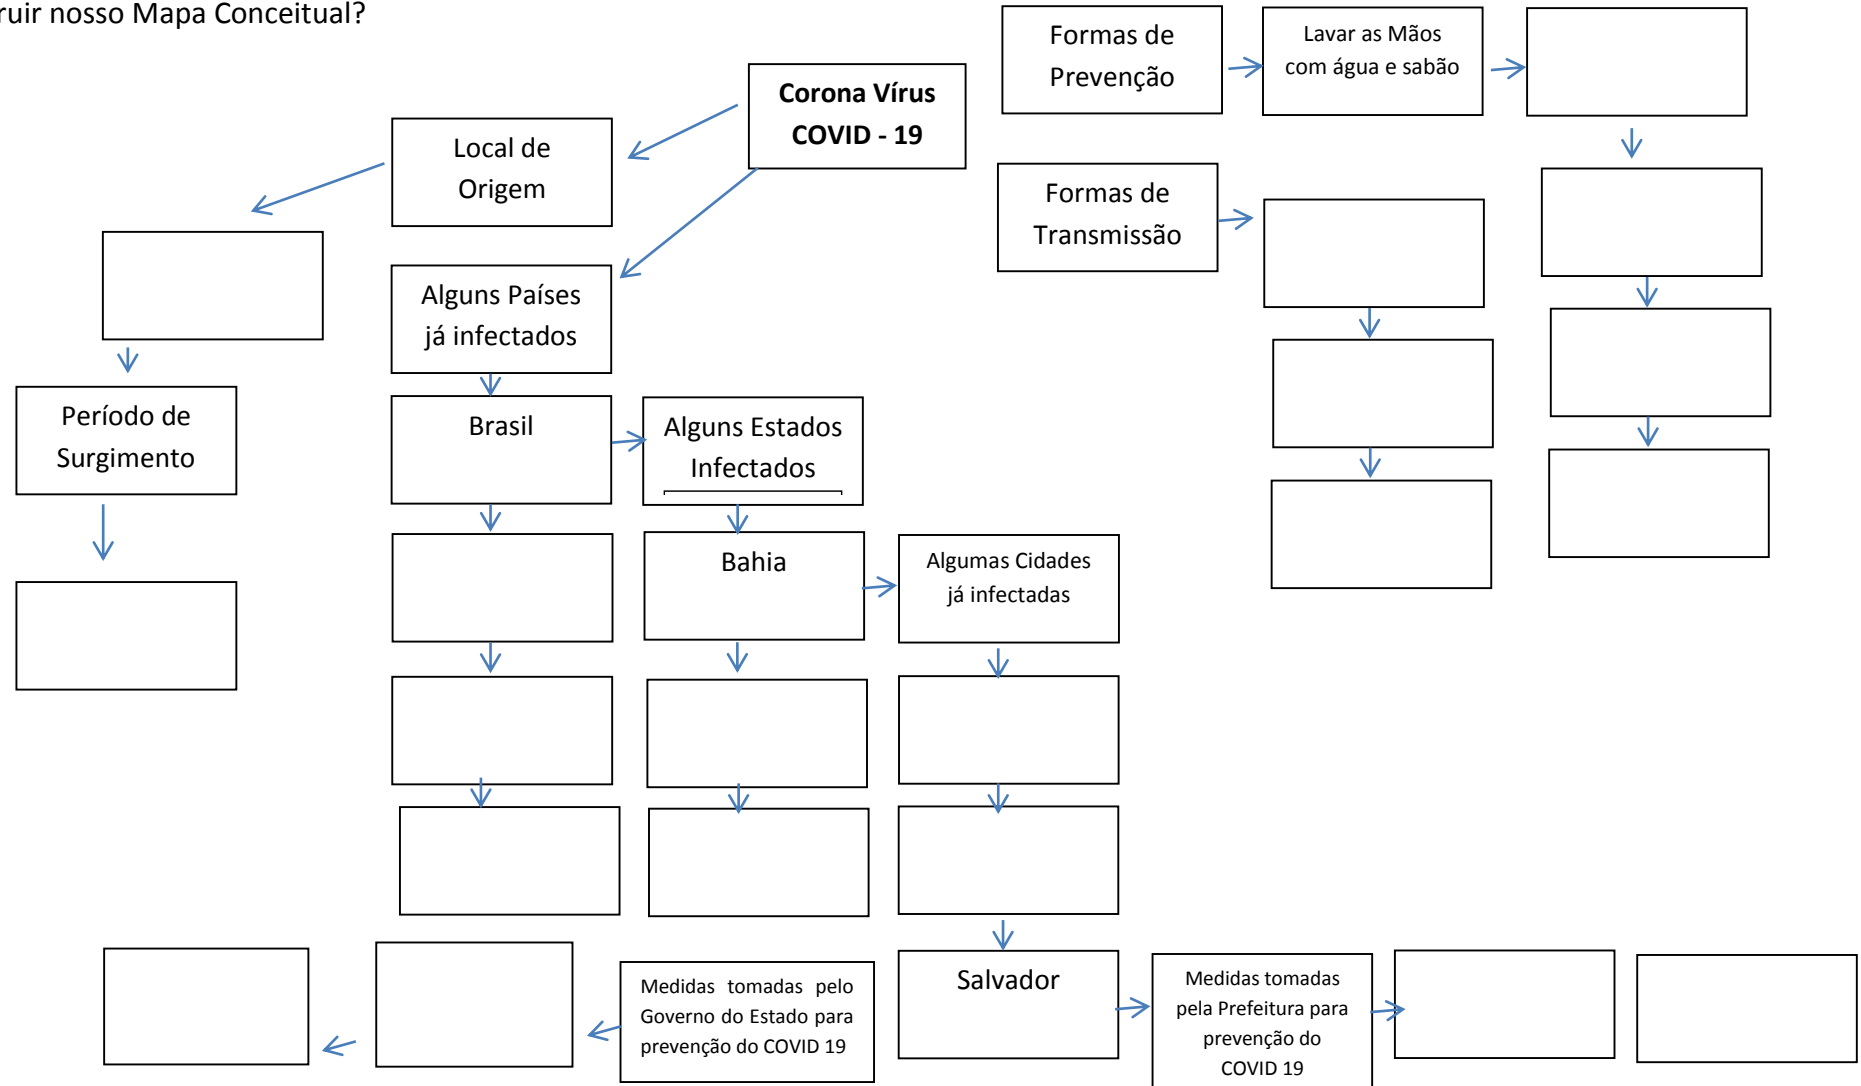 ruir nosso Mapa Conceitual?
Formas de
Prevenção
Lavar as Mãos
com água e sabão
Corona Vírus
COVID - 19
Local de
Origem
Formas de
Transmissão
Alguns Países
já infectados
Período de
Surgimento
Brasil
Alguns Estados
Infectados
Bahia
Algumas Cidades
já infectadas
Medidas tomadas pelo
Governo do Estado para
prevenção do COVID 19
Salvador
Medidas tomadas
pela Prefeitura para
prevenção do
COVID 19